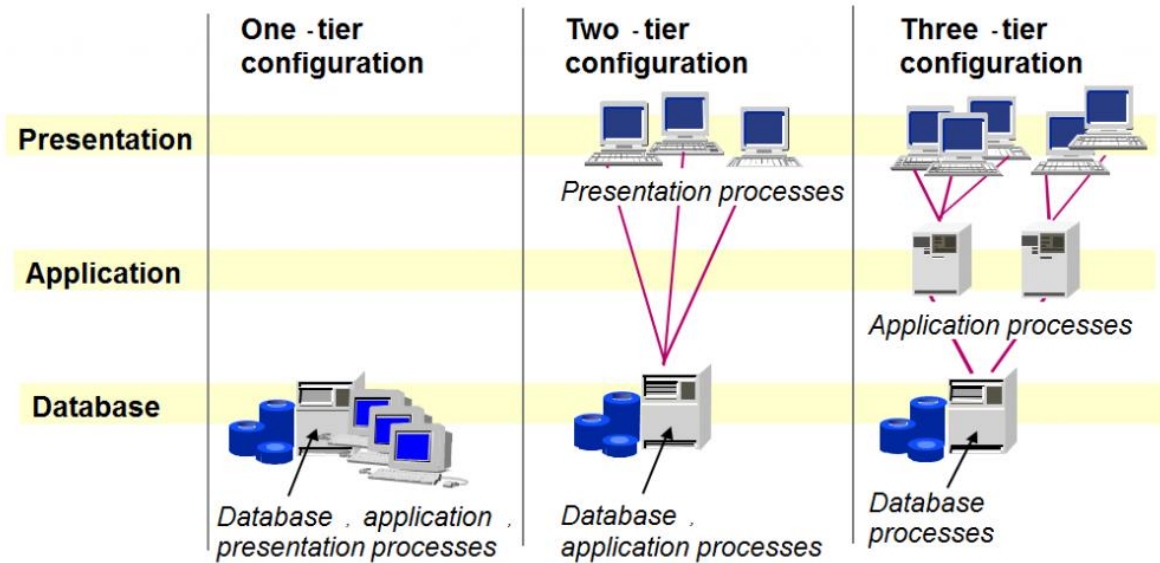 One - tier
configuration
Two - tier
configuration
Three - tier
configuration
Presentation
Presentation processes
Application
Application processes
Database
Database , application ,
presentation processes
Database ,
application processes
Database
processes